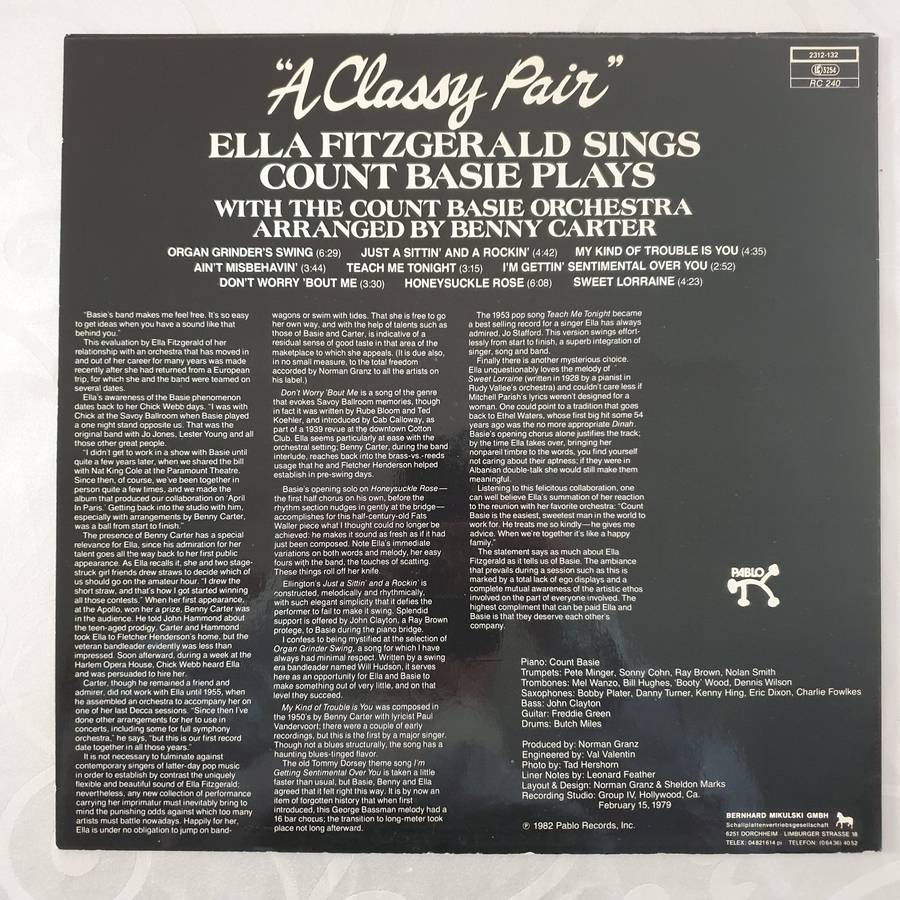 "A Classy Pair"
2312-132
LC 3254
RC 240
ELLA FITZGERALD SINGS
COUNT BASIE PLAYS
WITH THE COUNT BASIE ORCHESTRA
ARRANGED BY BENNY CARTER
ORGAN GRINDER'S SWING (6:29) JUST A SITTIN' AND A ROCKIN' (4:42) MY KIND OF TROUBLE IS YOU (4:35)
AIN'T MISBEHAVIN' (3:44) TEACH ME TONIGHT (3:15) I'M GETTIN' SENTIMENTAL OVER YOU (2:52)
DON'T WORRY 'BOUT ME (3:30) HONEYSUCKLE ROSE (6:08) SWEET LORRAINE (4:23)
"Basie's band makes me feel free. It's so easy
to get ideas when you have a sound like that
behind you."
This evaluation by Ella Fitzgerald of her
relationship with an orchestra that has moved in
and out of her career for many years was made
recently after she had returned from a European
trip, for which she and the band were teamed on
several dates.
Ella's awareness of the Basie phenomenon
dates back to her Chick Webb days. "I was with
Chick at the Savoy Ballroom when Basie played
a one night stand opposite us. That was the
original band with Jo Jones, Lester Young and all
those other great people.
"I didn't get to work in a show with Basie until
quite a few years later, when we shared the bill
with Nat King Cole at the Paramount Theatre.
Since then, of course, we've been together in
person quite a few times, and we made the
album that produced our collaboration on 'April
In Paris.' Getting back into the studio with him,
especially with arrangements by Benny Carter,
was a ball from start to finish."
The presence of Benny Carter has a special
relevance for Ella, since his admiration for her
talent goes all the way back to her first public
appearance. As Ella recalls it, she and two stage-
struck girl friends drew straws to decide which of
us should go on the amateur hour. "I drew the
short straw, and that's how I got started winning
all those contests." When her first appearance,
at the Apollo, won her a prize, Benny Carter was
in the audience. He told John Hammond about
the teen-aged prodigy. Carter and Hammond
took Ella to Fletcher Henderson's home, but the
veteran bandleader evidently was less than
impressed. Soon afterward, during a week at the
Harlem Opera House, Chick Webb heard Ella
and was persuaded to hire her.
Carter, though he remained a friend and
admirer, did not work with Ella until 1955, when
he assembled an orchestra to accompany her on
one of her last Decca sessions. "Since then I've
done other arrangements for her to use in
concerts, including some for full symphony
orchestra," he says, "but this is our first record
date together in all those years."
It is not necessary to fulminate against
contemporary singers of latter-day pop music
in order to establish by contrast the uniquely
flexible and beautiful sound of Ella Fitzgerald;
nevertheless, any new collection of performance
carrying her imprimatur must inevitably bring to
mind the punishing odds against which too many
artists must battle nowadays. Happily for her,
Ella is under no obligation to jump on band-
wagons or swim with tides. That she is free to go
her own way, and with the help of talents such as
those of Basie and Carter, is indicative of a
residual sense of good taste in that area of the
maketplace to which she appeals. (It is due also,
in no small measure, to the total freedom
accorded by Norman Granz to all the artists on
his label.)
Don't Worry 'Bout Me is a song of the genre
that evokes Savoy Ballroom memories, though
in fact it was written by Rube Bloom and Ted
Koehler, and introduced by Cab Calloway, as
part of a 1939 revue at the downtown Cotton
Club. Ella seems particularly at ease with the
orchestral setting; Benny Carter, during the band
interlude, reaches back into the brass-vs.-reeds
usage that he and Fletcher Henderson helped
establish in pre-swing days.
Basie's opening solo on Honeysuckle Rose—
the first half chorus on his own, before the
rhythm section nudges in gently at the bridge—
accomplishes for this half-century-old Fats
Waller piece what I thought could no longer be
achieved: he makes it sound as fresh as if it had
just been composed. Note Ella's immediate
variations on both words and melody, her easy
fours with the band, the touches of scatting.
These things roll off her knife.
Ellington's Just a Sittin' and a Rockin' is
constructed, melodically and rhythmically,
with such elegant simplicity that it defies the
performer to fail to make it swing. Splendid
support is offered by John Clayton, a Ray Brown
protege, to Basie during the piano bridge.
I confess to being mystified at the selection of
Organ Grinder Swing, a song for which I have
always had minimal respect. Written by a swing
era bandleader named Will Hudson, it serves
here as an opportunity for Ella and Basie to
make something out of very little, and on that
level they succeed.
My Kind of Trouble is You was composed in
the 1950's by Benny Carter with lyricist Paul
Vandervoort; there were a couple of early
recordings, but this is the first by a major singer.
Though not a blues structurally, the song has a
haunting blues-tinged flavor.
The old Tommy Dorsey theme song I'm
Getting Sentimental Over You is taken a little
faster than usual, but Basie, Benny and Ella
agreed that it felt right this way. It is by now an
item of forgotten history that when first
introduced, this George Bassman melody had a
16 bar chorus; the transition to long-meter took
place not long afterward.
The 1953 pop song Teach Me Tonight became
a best selling record for a singer Ella has always
admired, Jo Stafford. This version swings effort-
lessly from start to finish, a superb integration of
singer, song and band.
Finally there is another mysterious choice.
Ella unquestionably loves the melody of
Sweet Lorraine (written in 1928 by a pianist in
Rudy Vallee's orchestra) and couldn't care less if
Mitchell Parish's lyrics weren't designed for a
woman. One could point to a tradition that goes
back to Ethel Waters, whose first big hit some 54
years ago was the no more appropriate Dinah.
Basie's opening chorus alone justifies the track;
by the time Ella takes over, bringing her
nonpareil timbre to the words, you find yourself
not caring about their aptness; if they were in
Albanian double-talk she would still make them
meaningful.
Listening to this felicitous collaboration, one
can well believe Ella's summation of her reaction
to the reunion with her favorite orchestra: "Count
Basie is the easiest, sweetest man in the world to
work for. He treats me so kindly—he gives me
advice. When we're together it's like a happy
family."
The statement says as much about Ella
Fitzgerald as it tells us of Basie. The ambiance
that prevails during a session such as this is
marked by a total lack of ego displays and a
complete mutual awareness of the artistic ethos
involved on the part of everyone involved. The
highest compliment that can be paid Ella and
Basie is that they deserve each other's
company.
PABLO
Piano: Count Basie
Trumpets: Pete Minger, Sonny Cohn, Ray Brown, Nolan Smith
Trombones: Mel Wanzo, Bill Hughes, 'Booty' Wood, Dennis Wilson
Saxophones: Bobby Plater, Danny Turner, Kenny Hing, Eric Dixon, Charlie Fowlkes
Bass: John Clayton
Guitar: Freddie Green
Drums: Butch Miles
Produced by: Norman Granz
Engineered by: Val Valentin
Photo by: Tad Hershorn
Liner Notes by: Leonard Feather
Layout & Design: Norman Granz & Sheldon Marks
Recording Studio: Group IV, Hollywood, Ca.
February 15, 1979
℗ 1982 Pablo Records, Inc.
BERNHARD MIKULSKI GMBH
Schallplattenvertriebsgesellschaft
6251 DORCHHEIM · LIMBURGER STRASSE 18
TELEX: 04821614 pi · TELEFON: (06436) 4052